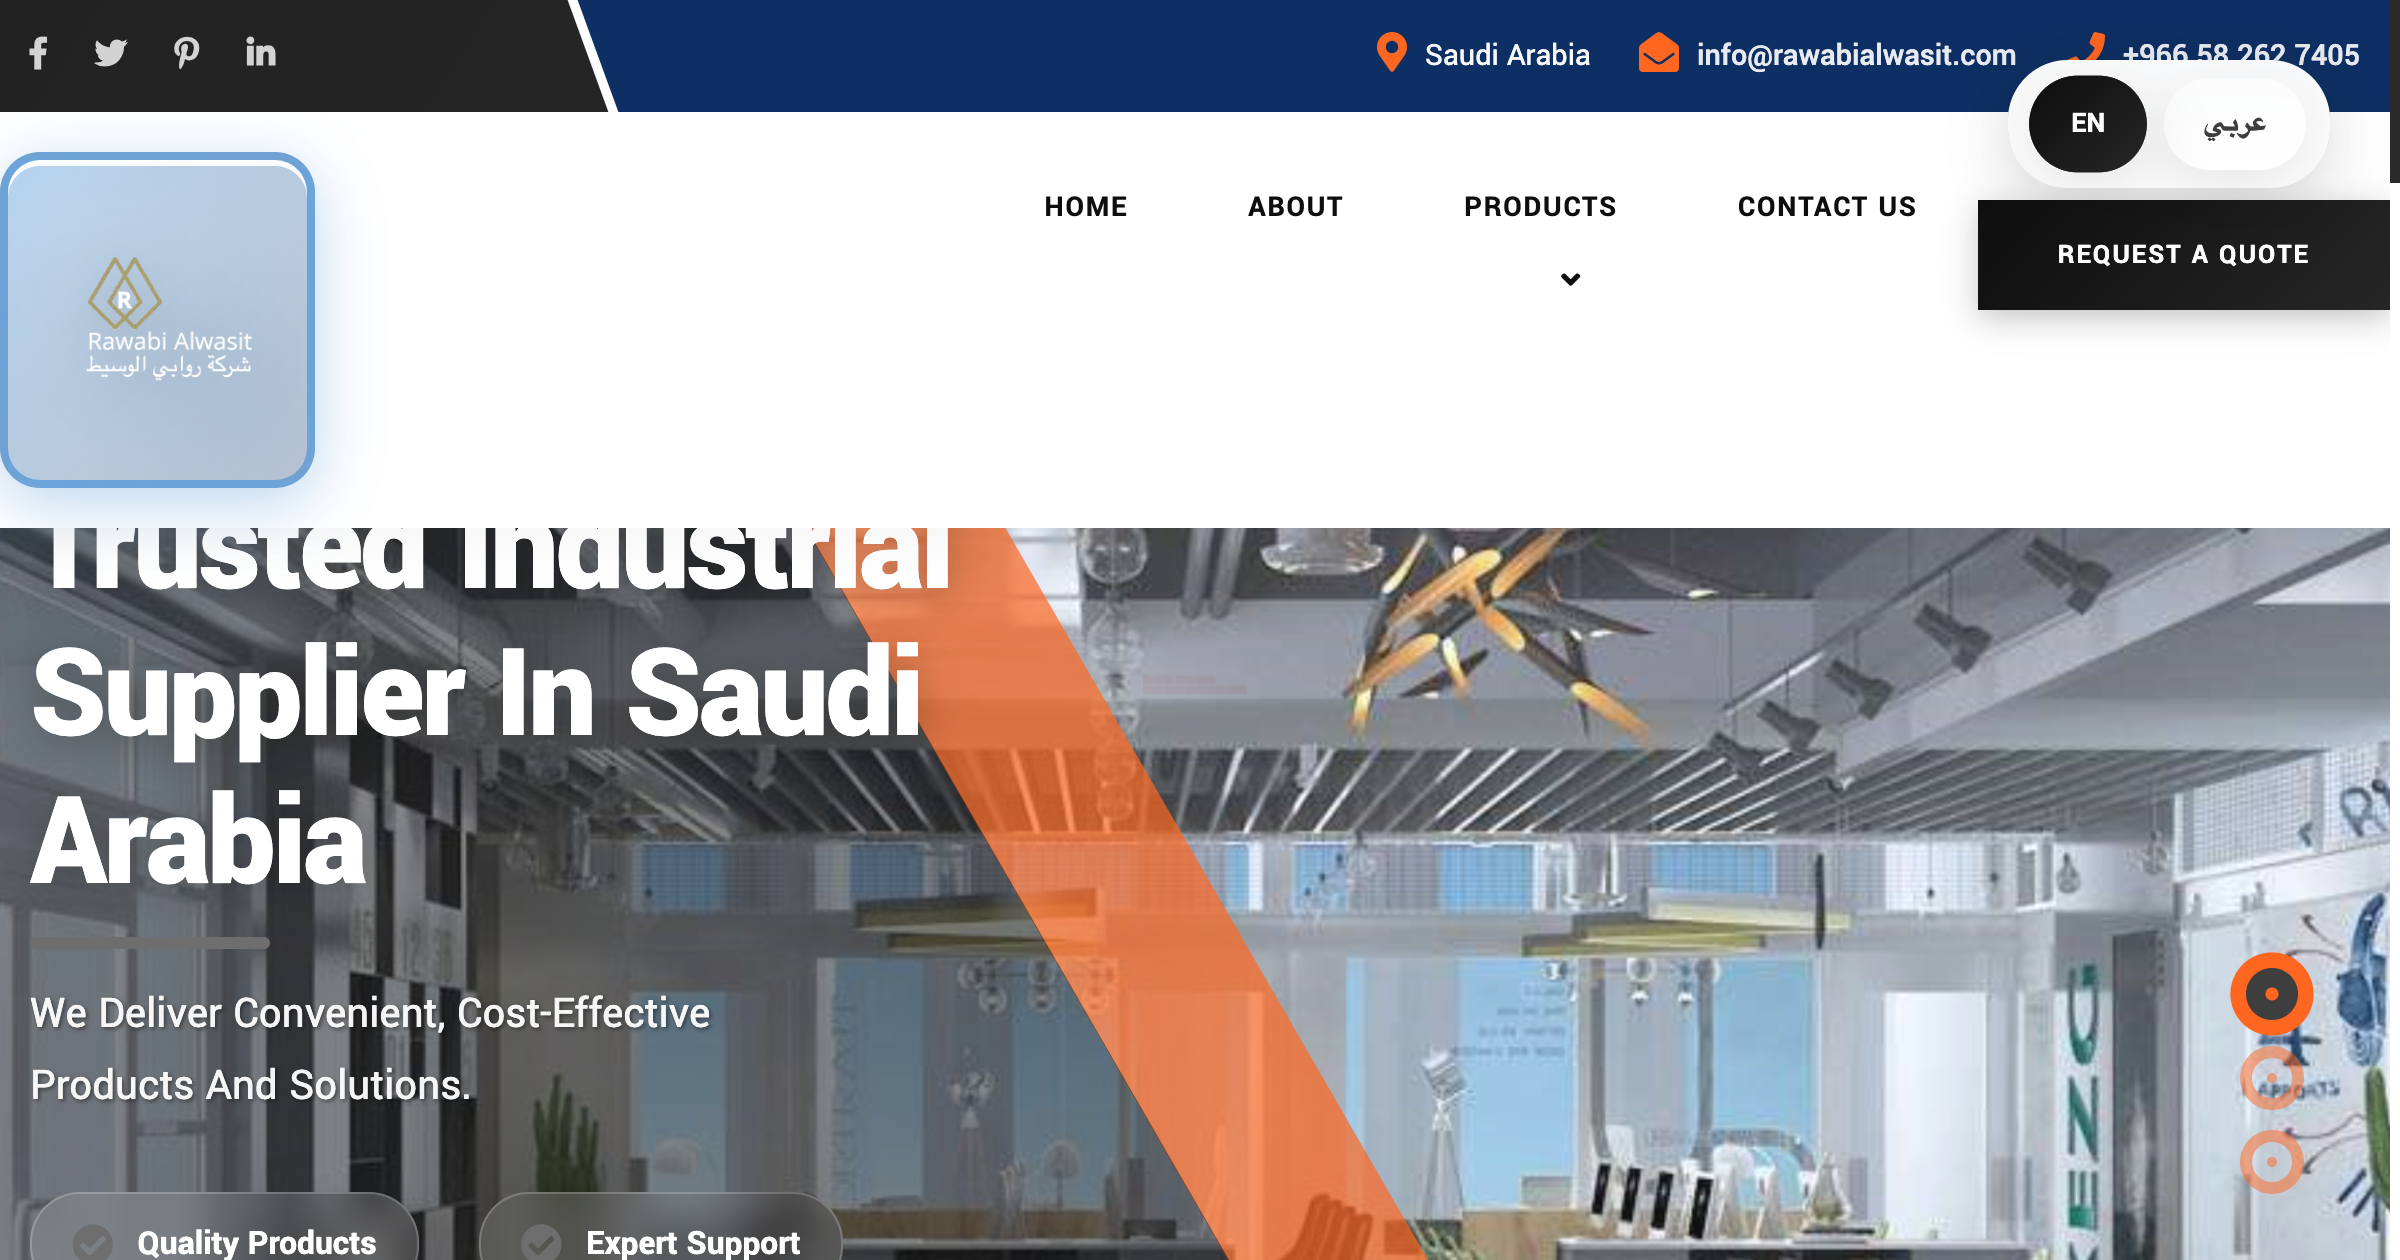 Saudi Arabia
info@rawabialwasit.com
+966 58 262 7405
EN
عربي
HOME
ABOUT
PRODUCTS
CONTACT US
REQUEST A QUOTE
R
Rawabi Alwasit
شركة روابي الوسيط
Trusted Industrial
Supplier In Saudi
Arabia
We Deliver Convenient, Cost-Effective
Products And Solutions.
Quality Products
Expert Support